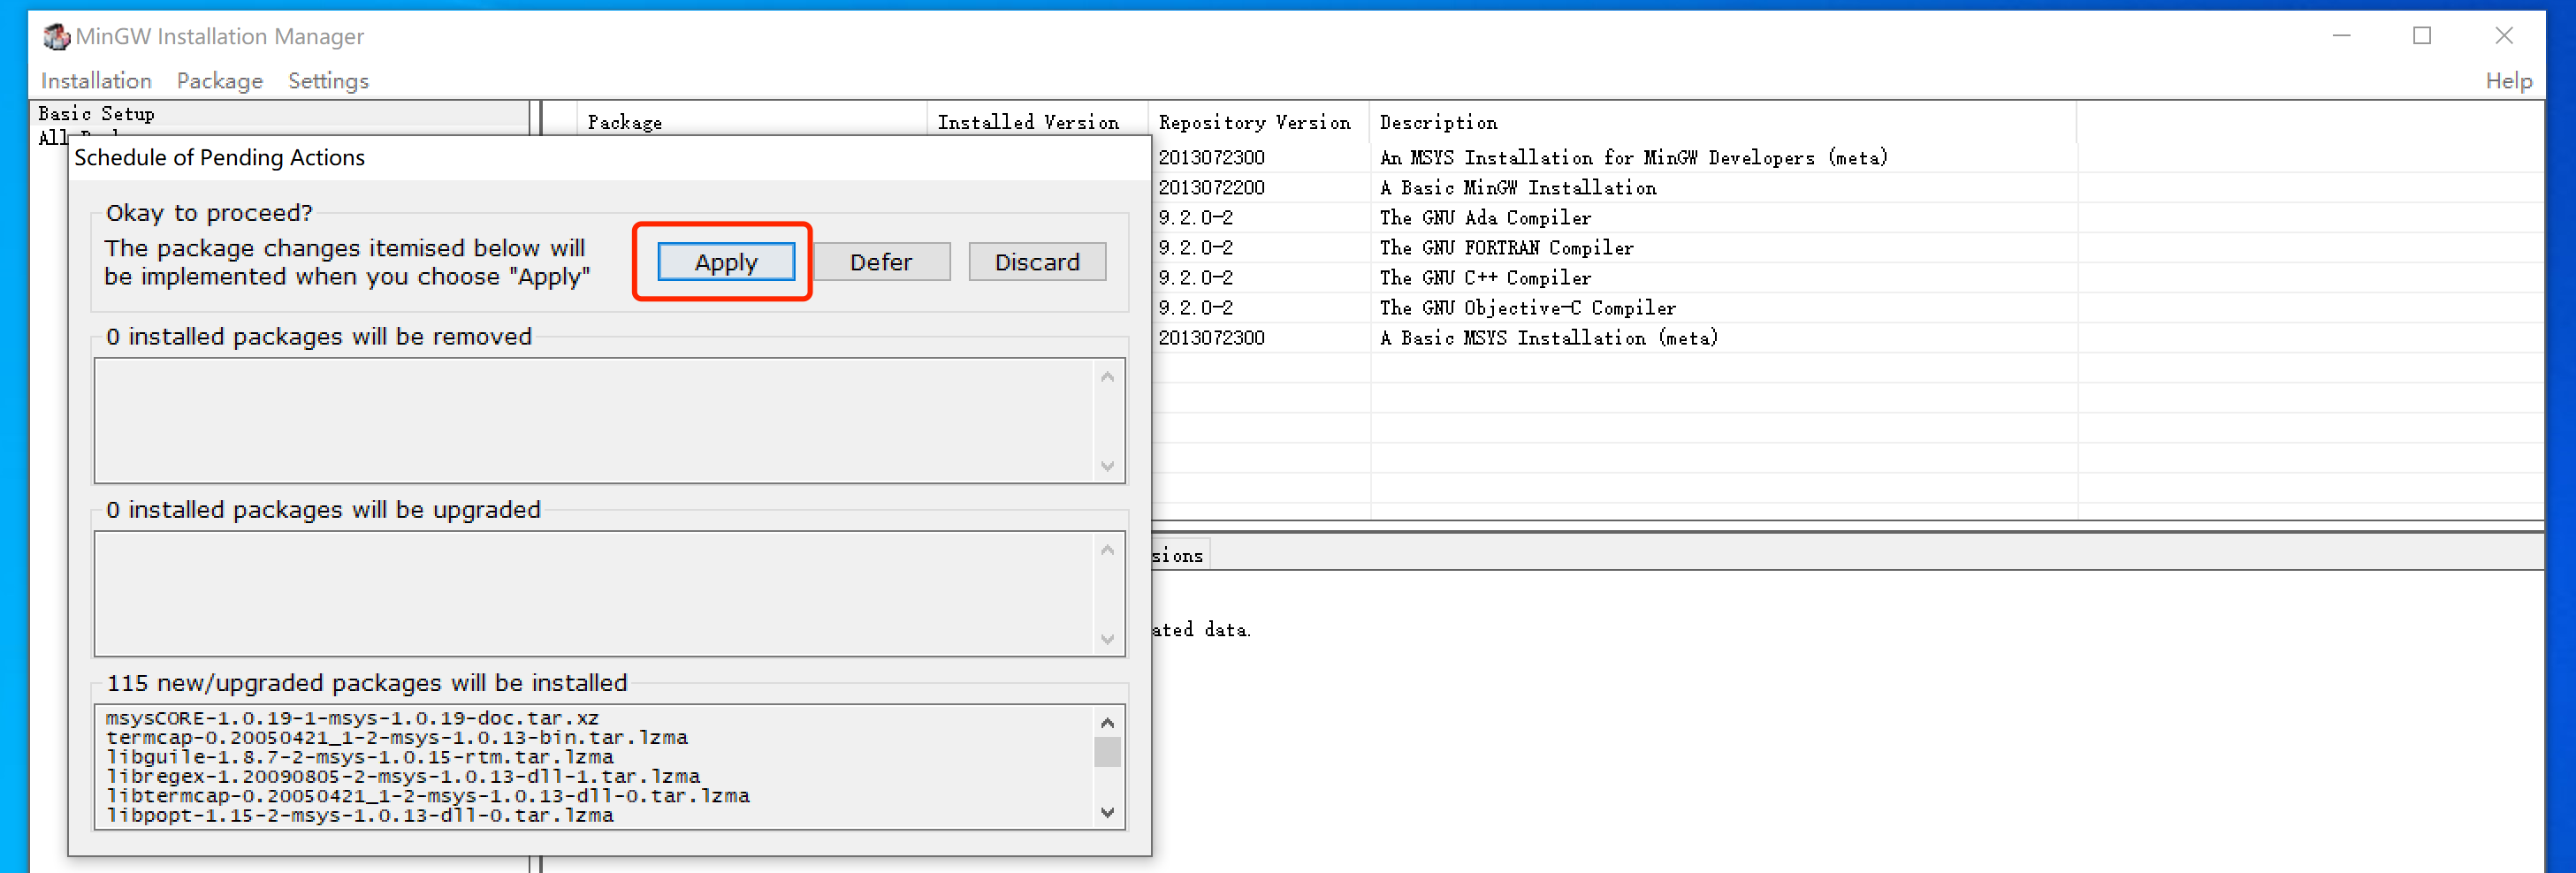 MinGW Installation Manager
Installation Package Settings Help
Basic Setup
All
Package Installed Version Repository Version Description
Schedule of Pending Actions
2013072300 An MSYS Installation for MinGW Developers (meta)
2013072200 A Basic MinGW Installation
9.2.0-2 The GNU Ada Compiler
9.2.0-2 The GNU FORTRAN Compiler
9.2.0-2 The GNU C++ Compiler
9.2.0-2 The GNU Objective-C Compiler
2013072300 A Basic MSYS Installation (meta)
Okay to proceed?
The package changes itemised below will
be implemented when you choose "Apply"
Apply Defer Discard
0 installed packages will be removed
0 installed packages will be upgraded
sions
ated data.
115 new/upgraded packages will be installed
msysCORE-1.0.19-1-msys-1.0.19-doc.tar.xz
termcap-0.20050421_1-2-msys-1.0.13-bin.tar.lzma
libguile-1.8.7-2-msys-1.0.15-rtm.tar.lzma
libregex-1.20090805-2-msys-1.0.13-dll-1.tar.lzma
libtermcap-0.20050421_1-2-msys-1.0.13-dll-0.tar.lzma
libpopt-1.15-2-msys-1.0.13-dll-0.tar.lzma